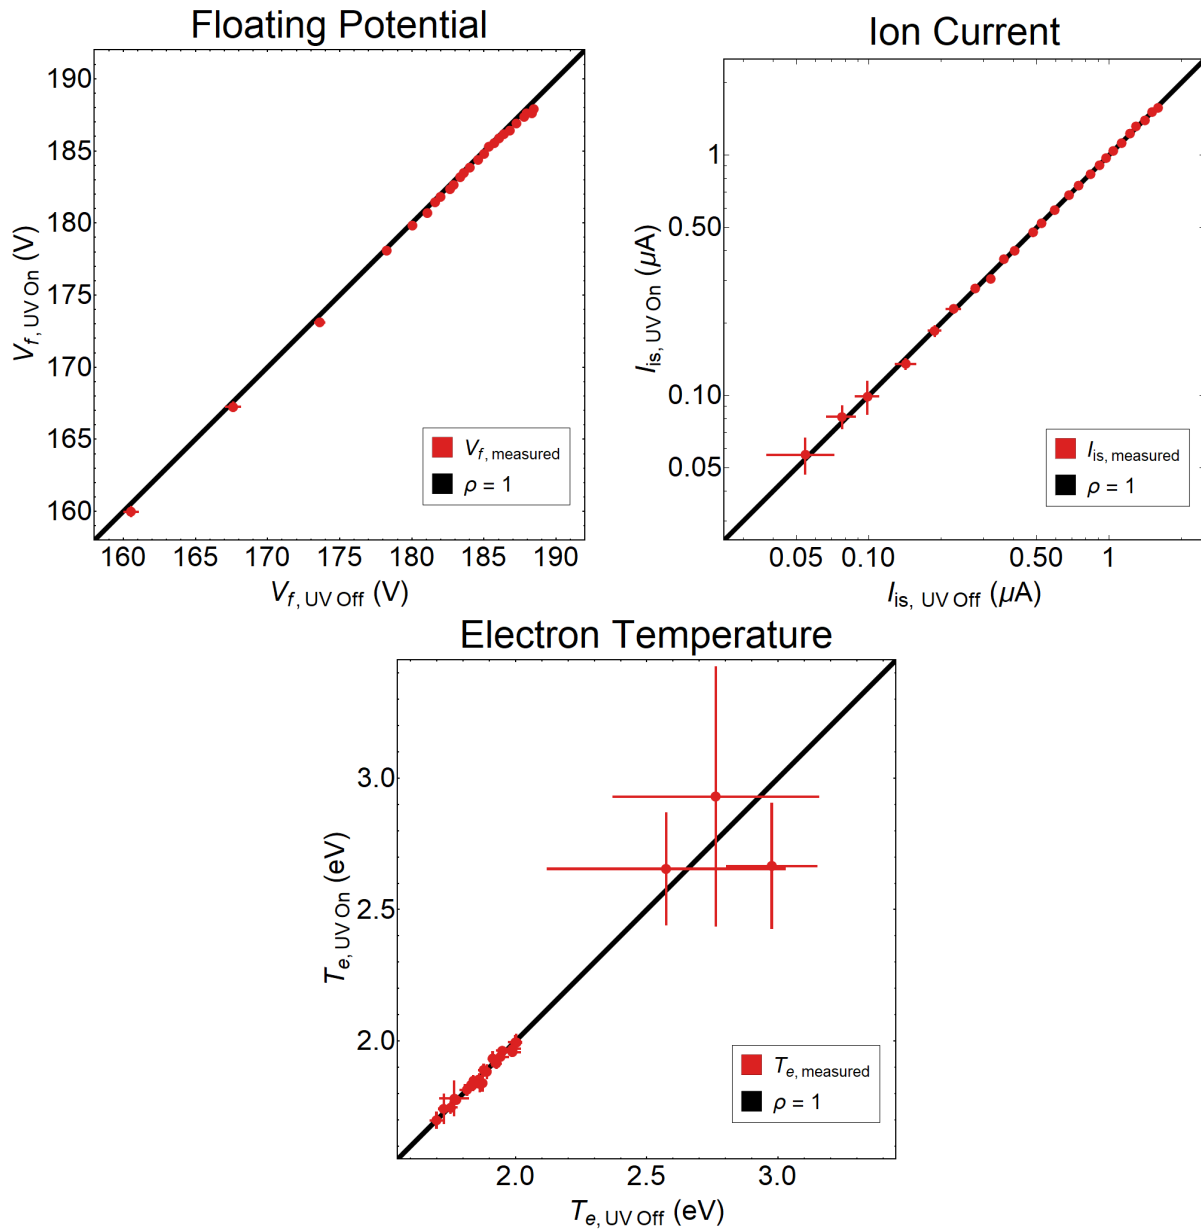 Floating Potential
190
185
180
175
170
165
160
V_f, UV On (V)
V_f, measured
ρ = 1
160 165 170 175 180 185 190
V_f, UV Off (V)
Ion Current
1
0.50
0.10
0.05
I_is, UV On (μA)
I_is, measured
ρ = 1
0.05 0.10 0.50 1
I_is, UV Off (μA)
Electron Temperature
3.0
2.5
2.0
T_e, UV On (eV)
T_e, measured
ρ = 1
2.0 2.5 3.0
T_e, UV Off (eV)